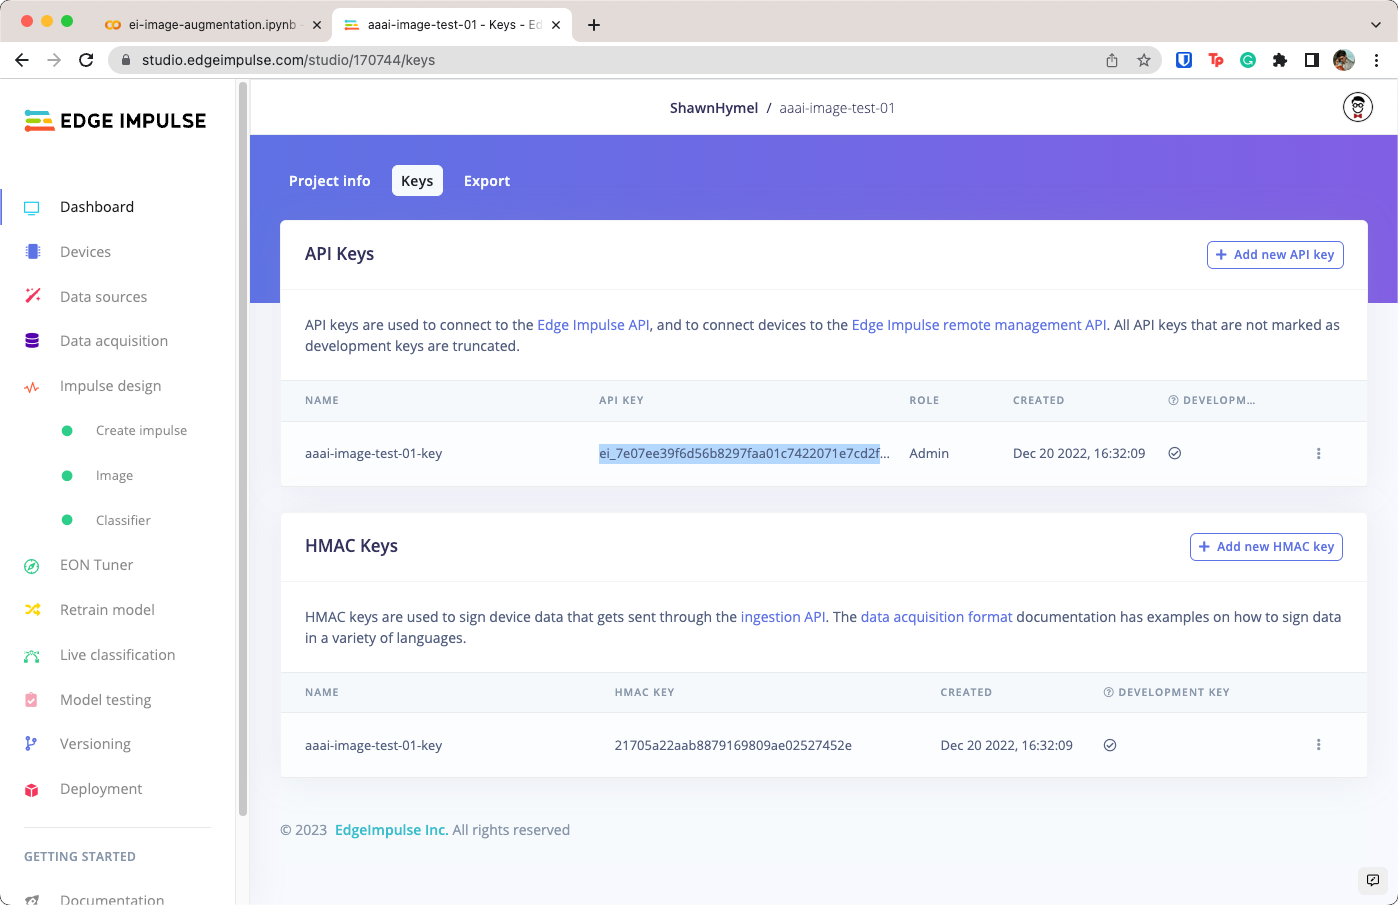 ei-image-augmentation.ipynb
aaai-image-test-01 - Keys - Ed
studio.edgeimpulse.com/studio/170744/keys
EDGE IMPULSE
ShawnHymel / aaai-image-test-01
Project info
Keys
Export
Dashboard
Devices
Data sources
Data acquisition
Impulse design
Create impulse
Image
Classifier
EON Tuner
Retrain model
Live classification
Model testing
Versioning
Deployment
GETTING STARTED
Documentation
API Keys
+ Add new API key
API keys are used to connect to the Edge Impulse API, and to connect devices to the Edge Impulse remote management API. All API keys that are not marked as
development keys are truncated.
NAME API KEY ROLE CREATED DEVELOPM...
aaai-image-test-01-key ei_7e07ee39f6d56b8297faa01c7422071e7cd2f... Admin Dec 20 2022, 16:32:09
HMAC Keys
+ Add new HMAC key
HMAC keys are used to sign device data that gets sent through the ingestion API. The data acquisition format documentation has examples on how to sign data
in a variety of languages.
NAME HMAC KEY CREATED DEVELOPMENT KEY
aaai-image-test-01-key 21705a22aab8879169809ae02527452e Dec 20 2022, 16:32:09
© 2023 EdgeImpulse Inc. All rights reserved